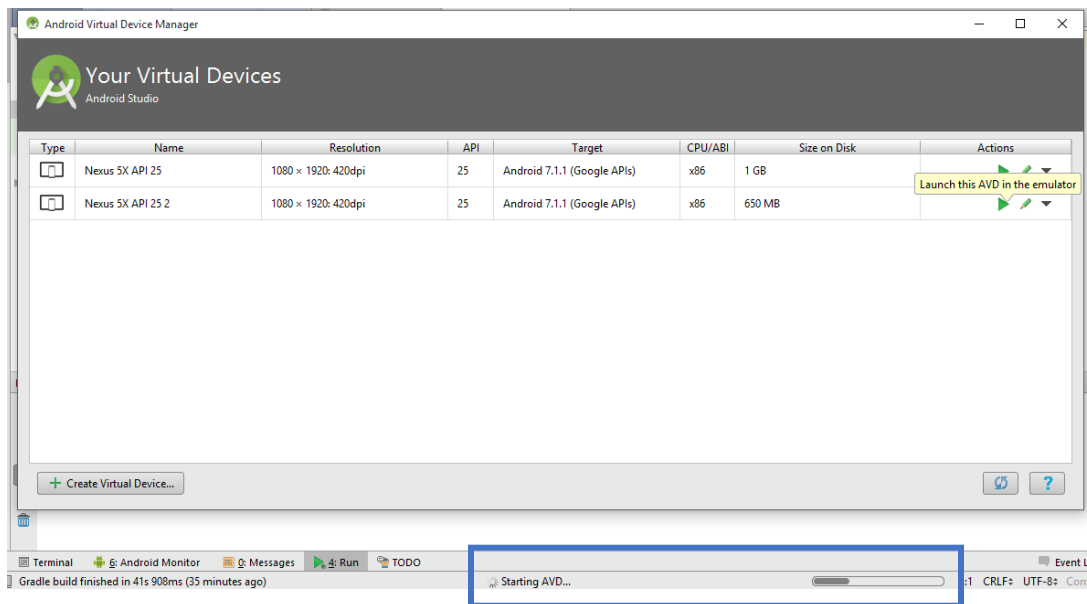 Android Virtual Device Manager
Your Virtual Devices
Android Studio
Type Name Resolution API Target CPU/ABI Size on Disk Actions
Nexus 5X API 25 1080 × 1920: 420dpi 25 Android 7.1.1 (Google APIs) x86 1 GB
Launch this AVD in the emulator
Nexus 5X API 25 2 1080 × 1920: 420dpi 25 Android 7.1.1 (Google APIs) x86 650 MB
+ Create Virtual Device...
?
Terminal 6: Android Monitor 0: Messages 4: Run TODO Event L
Gradle build finished in 41s 908ms (35 minutes ago) Starting AVD... :1 CRLF÷ UTF-8÷ Con